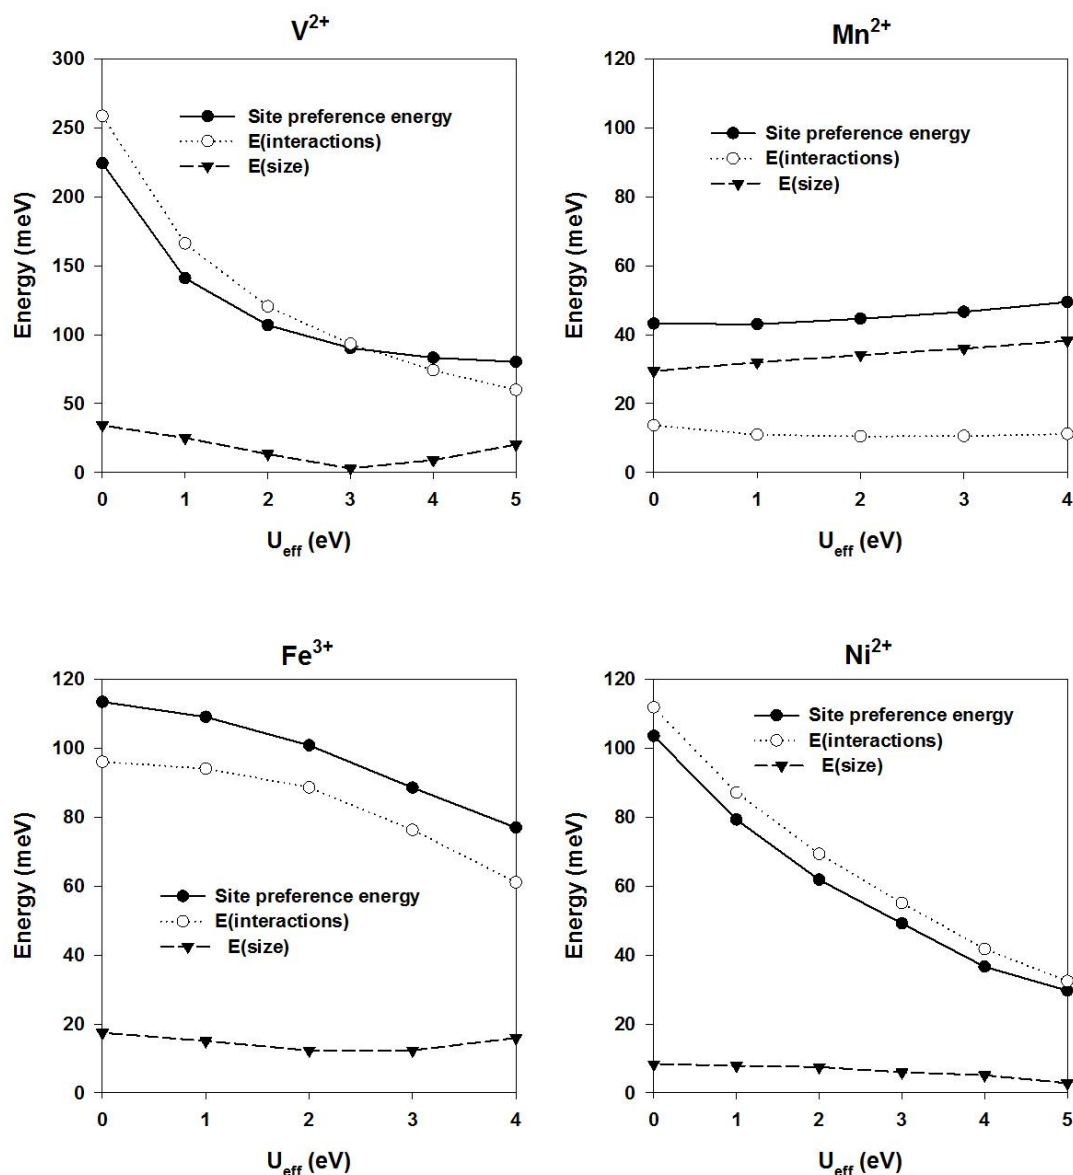 V2+
300
250
200
150
100
50
0
Energy (meV)
Site preference energy
E(interactions)
E(size)
0 1 2 3 4 5
Ueff (eV)
Mn2+
120
100
80
60
40
20
0
Energy (meV)
Site preference energy
E(interactions)
E(size)
0 1 2 3 4
Ueff (eV)
Fe3+
120
100
80
60
40
20
0
Energy (meV)
Site preference energy
E(interactions)
E(size)
0 1 2 3 4
Ueff (eV)
Ni2+
120
100
80
60
40
20
0
Energy (meV)
Site preference energy
E(interactions)
E(size)
0 1 2 3 4 5
Ueff (eV)